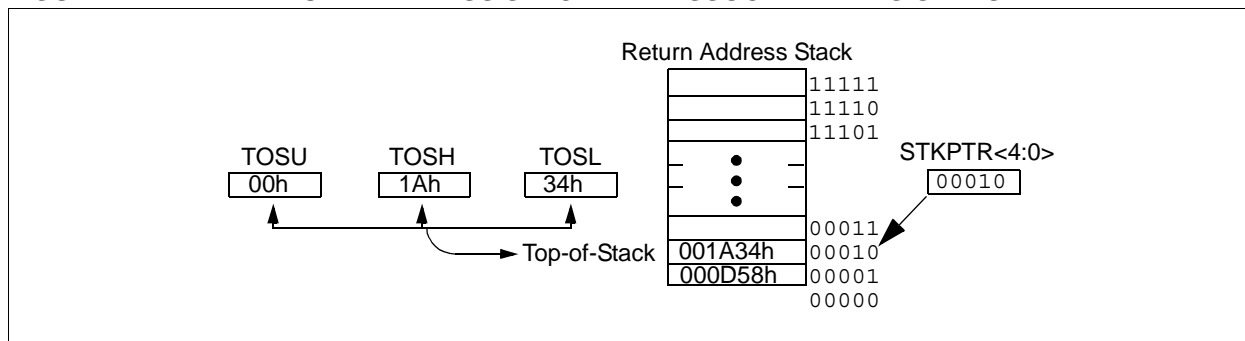 Return Address Stack
11111
11110
11101
TOSU TOSH TOSL
00h 1Ah 34h
STKPTR<4:0>
00010
00011
Top-of-Stack
001A34h 00010
000D58h 00001
00000